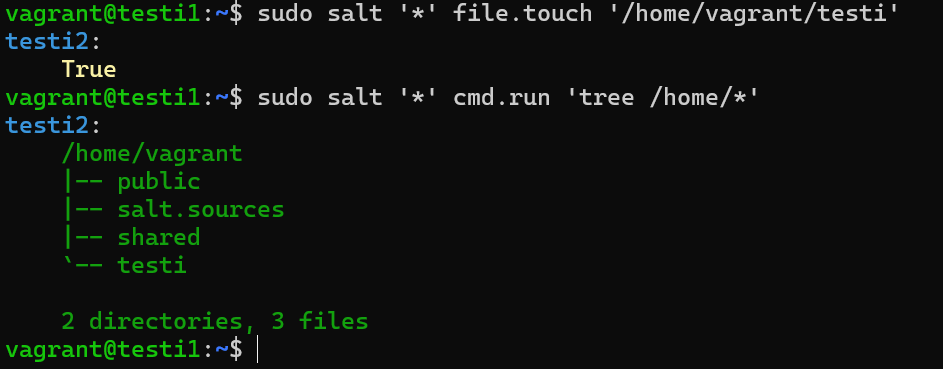 vagrant@testi1:~$ sudo salt '*' file.touch '/home/vagrant/testi'
testi2:
    True
vagrant@testi1:~$ sudo salt '*' cmd.run 'tree /home/*'
testi2:
    /home/vagrant
    |-- public
    |-- salt.sources
    |-- shared
    `-- testi

    2 directories, 3 files
vagrant@testi1:~$